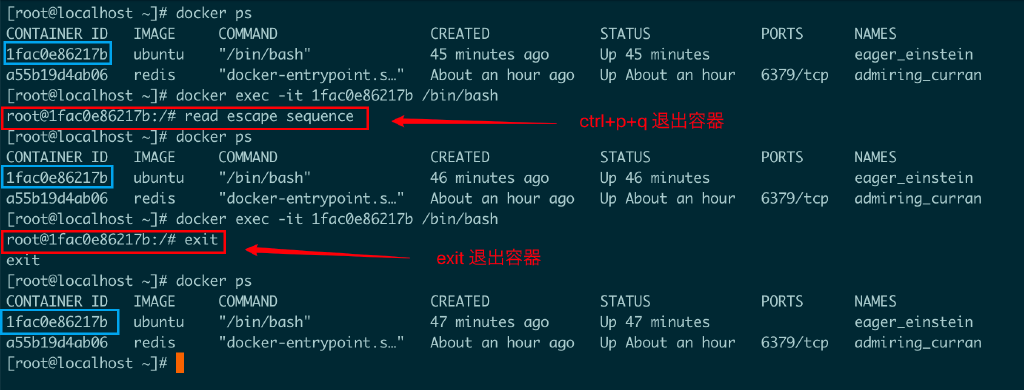 [root@localhost ~]# docker ps
CONTAINER ID IMAGE COMMAND CREATED STATUS PORTS NAMES
1fac0e86217b ubuntu "/bin/bash" 45 minutes ago Up 45 minutes eager_einstein
a55b19d4ab06 redis "docker-entrypoint.s…" About an hour ago Up About an hour 6379/tcp admiring_curran
[root@localhost ~]# docker exec -it 1fac0e86217b /bin/bash
root@1fac0e86217b:/# read escape sequence ctrl+p+q 退出容器
[root@localhost ~]# docker ps
CONTAINER ID IMAGE COMMAND CREATED STATUS PORTS NAMES
1fac0e86217b ubuntu "/bin/bash" 46 minutes ago Up 46 minutes eager_einstein
a55b19d4ab06 redis "docker-entrypoint.s…" About an hour ago Up About an hour 6379/tcp admiring_curran
[root@localhost ~]# docker exec -it 1fac0e86217b /bin/bash
root@1fac0e86217b:/# exit
exit exit 退出容器
[root@localhost ~]# docker ps
CONTAINER ID IMAGE COMMAND CREATED STATUS PORTS NAMES
1fac0e86217b ubuntu "/bin/bash" 47 minutes ago Up 47 minutes eager_einstein
a55b19d4ab06 redis "docker-entrypoint.s…" About an hour ago Up About an hour 6379/tcp admiring_curran
[root@localhost ~]#